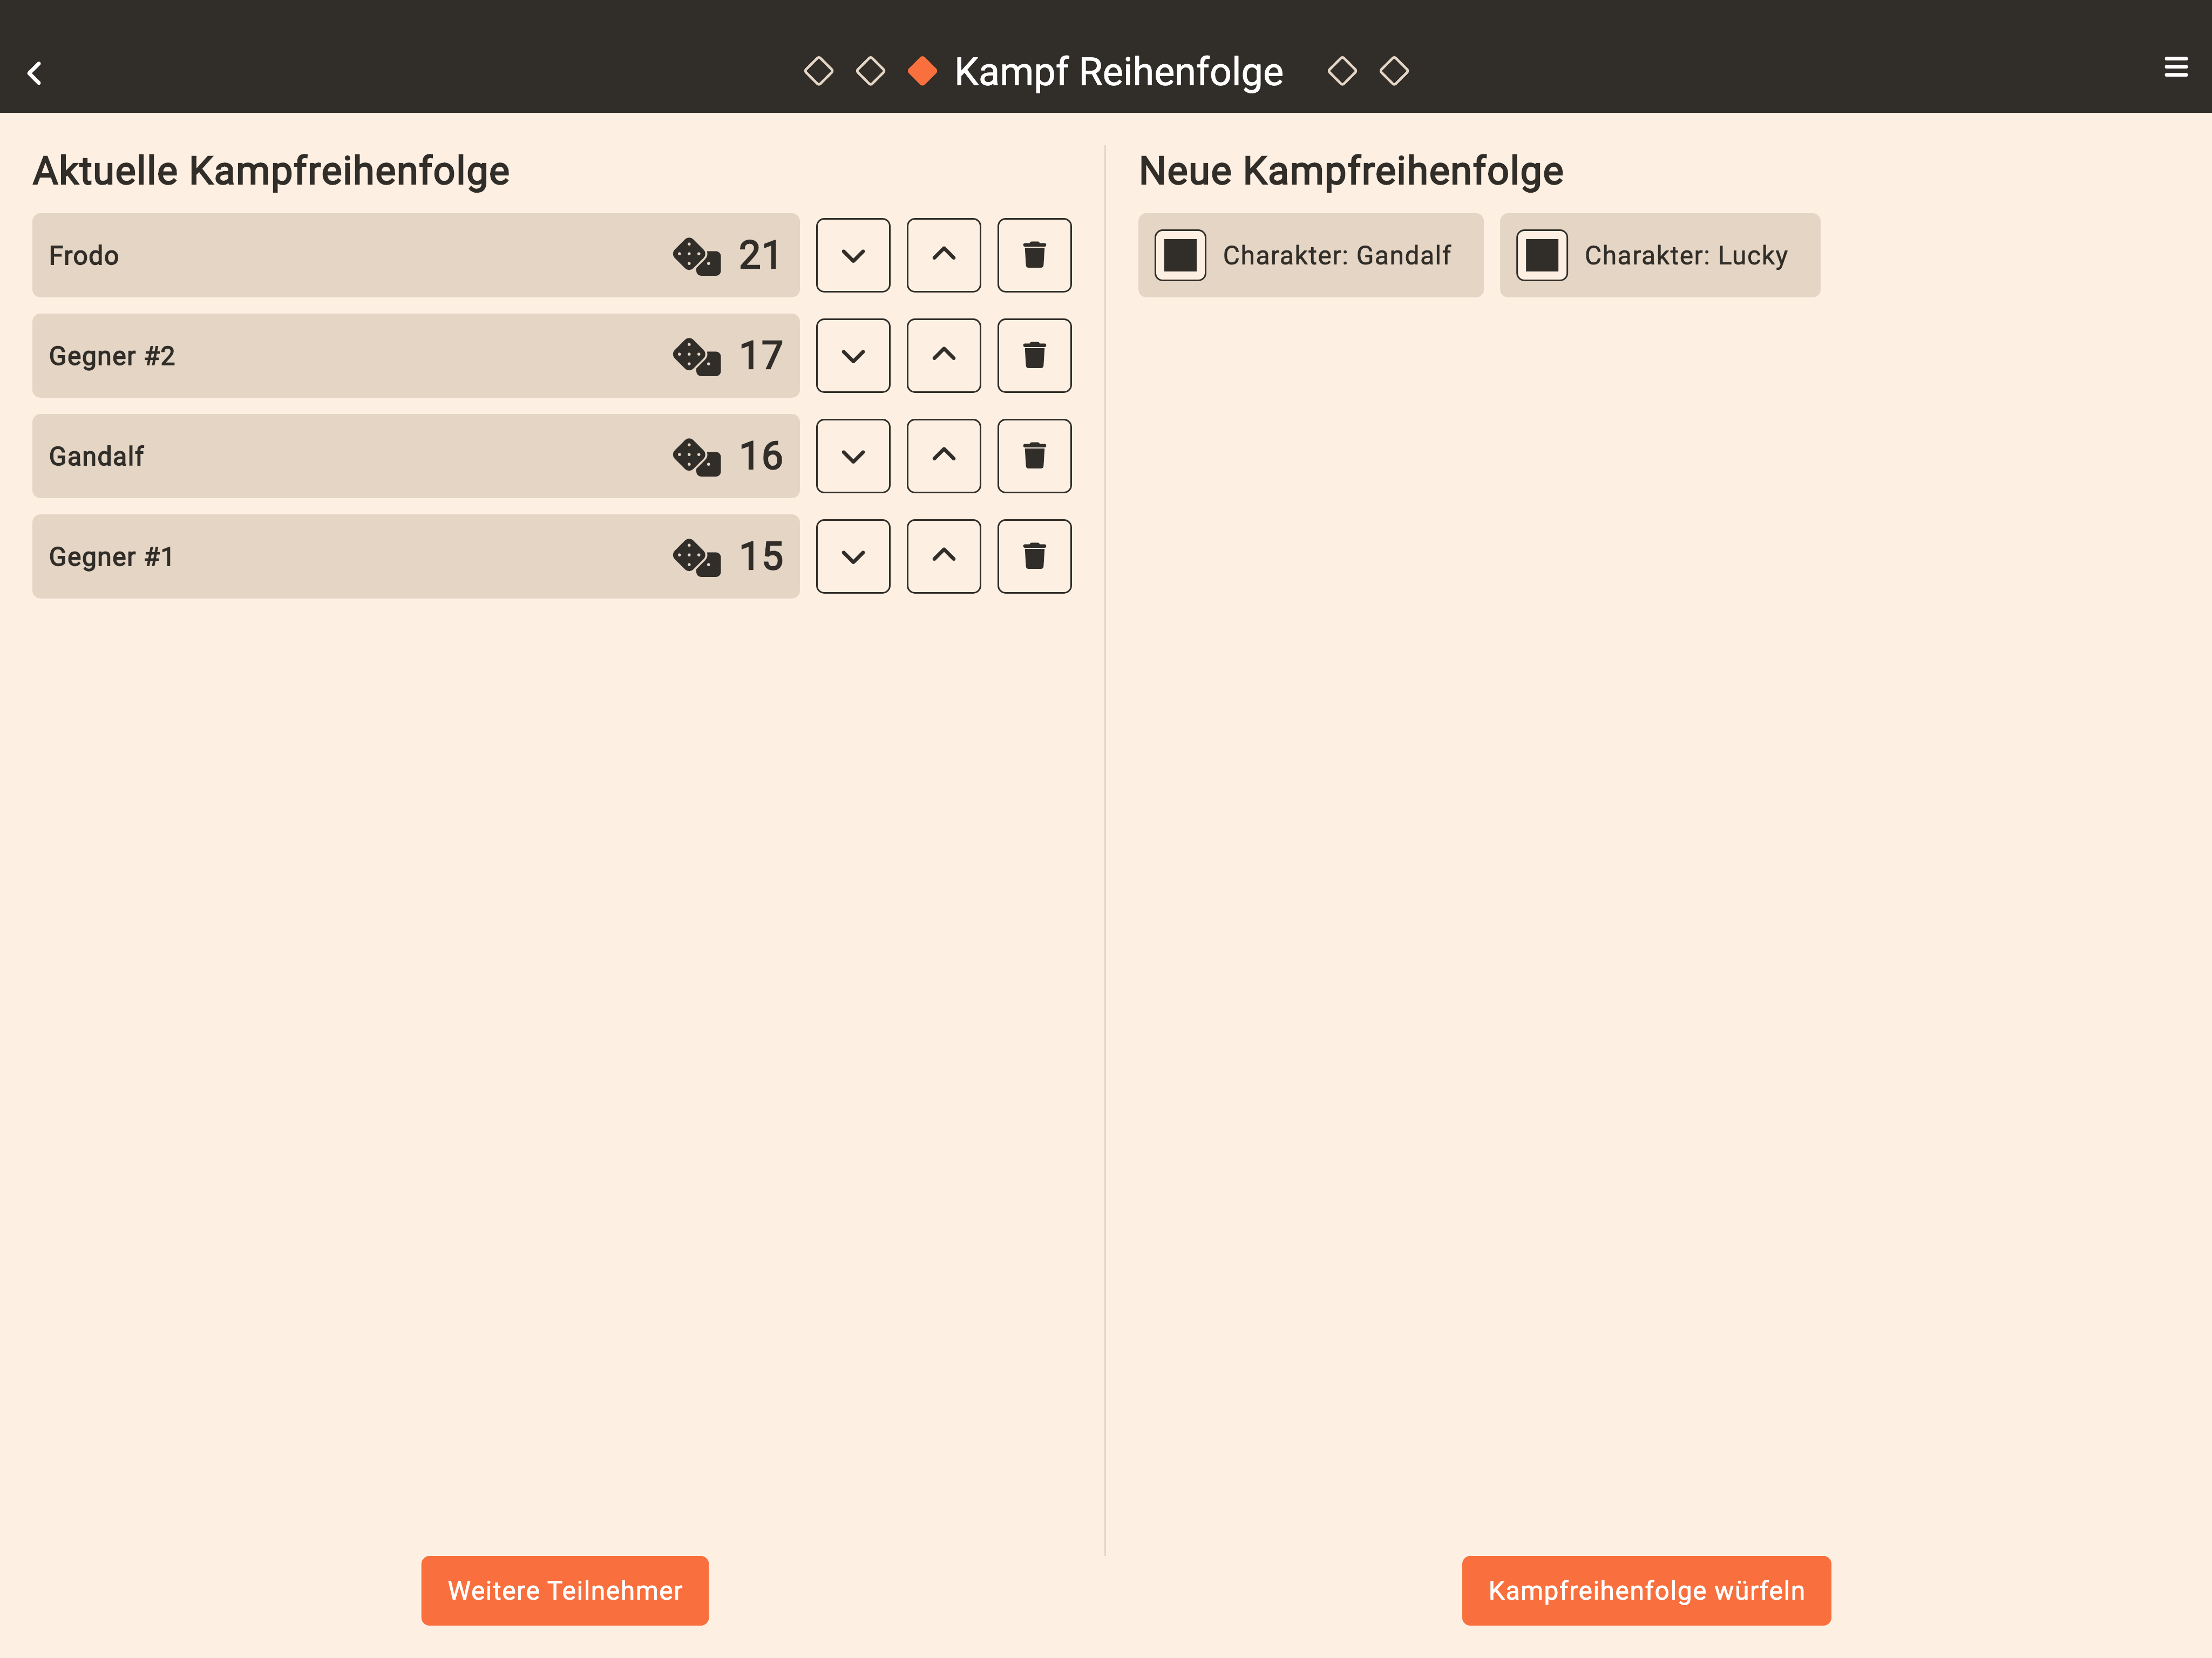 Kampf Reihenfolge
Aktuelle Kampfreihenfolge
Frodo 21
Gegner #2 17
Gandalf 16
Gegner #1 15
Neue Kampfreihenfolge
Charakter: Gandalf
Charakter: Lucky
Weitere Teilnehmer
Kampfreihenfolge würfeln